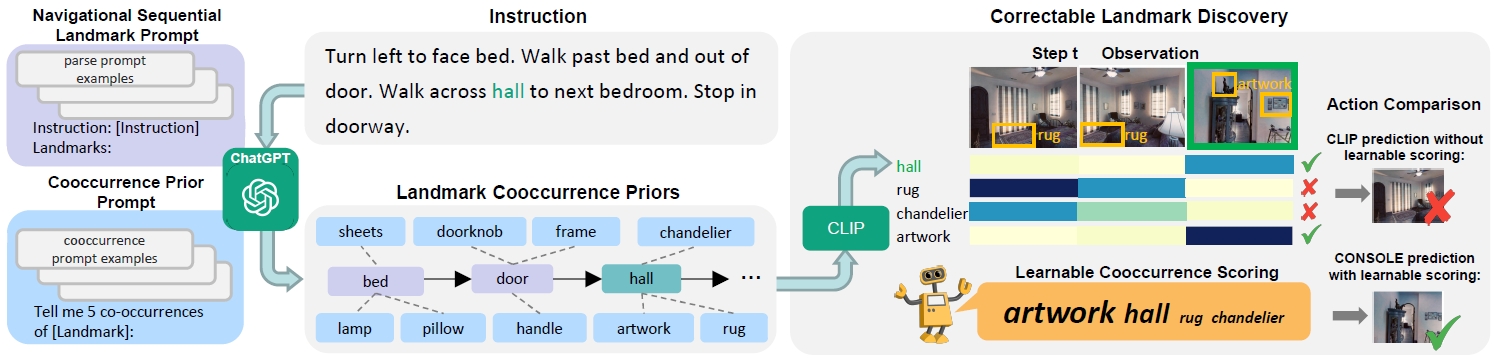 Navigational Sequential
Landmark Prompt
parse prompt
examples
Instruction: [Instruction]
Landmarks:
Cooccurrence Prior
Prompt
cooccurrence
prompt examples
Tell me 5 co-occurrences
of [Landmark]:
ChatGPT
Instruction
Turn left to face bed. Walk past bed and out of
door. Walk across hall to next bedroom. Stop in
doorway.
Landmark Cooccurrence Priors
sheets doorknob frame chandelier
bed door hall ...
lamp pillow handle artwork rug
CLIP
Correctable Landmark Discovery
Step t Observation
rug rug artwork
hall
rug
chandelier
artwork
Learnable Cooccurrence Scoring
artwork hall rug chandelier
Action Comparison
CLIP prediction without
learnable scoring:
CONSOLE prediction
with learnable scoring: